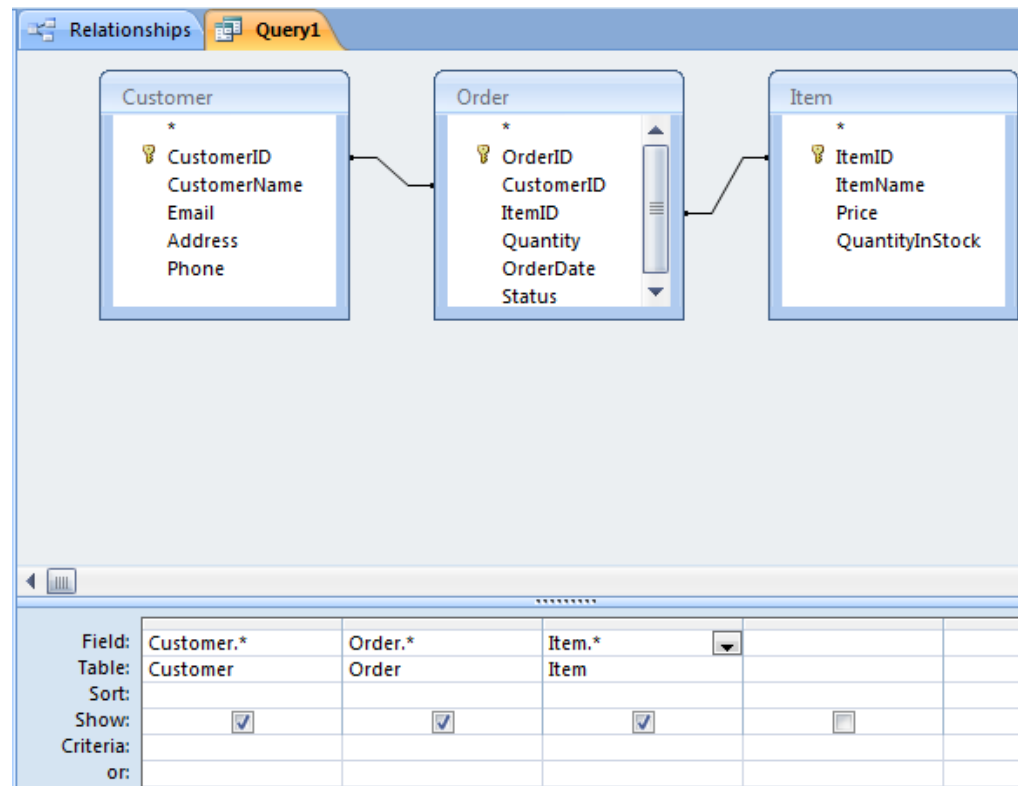 Relationships Query1
Customer Order Item
* * *
CustomerID OrderID ItemID
CustomerName CustomerID ItemName
Email ItemID Price
Address Quantity QuantityInStock
Phone OrderDate
Status
Field: Customer.* Order.* Item.*
Table: Customer Order Item
Sort:
Show:
Criteria:
or: